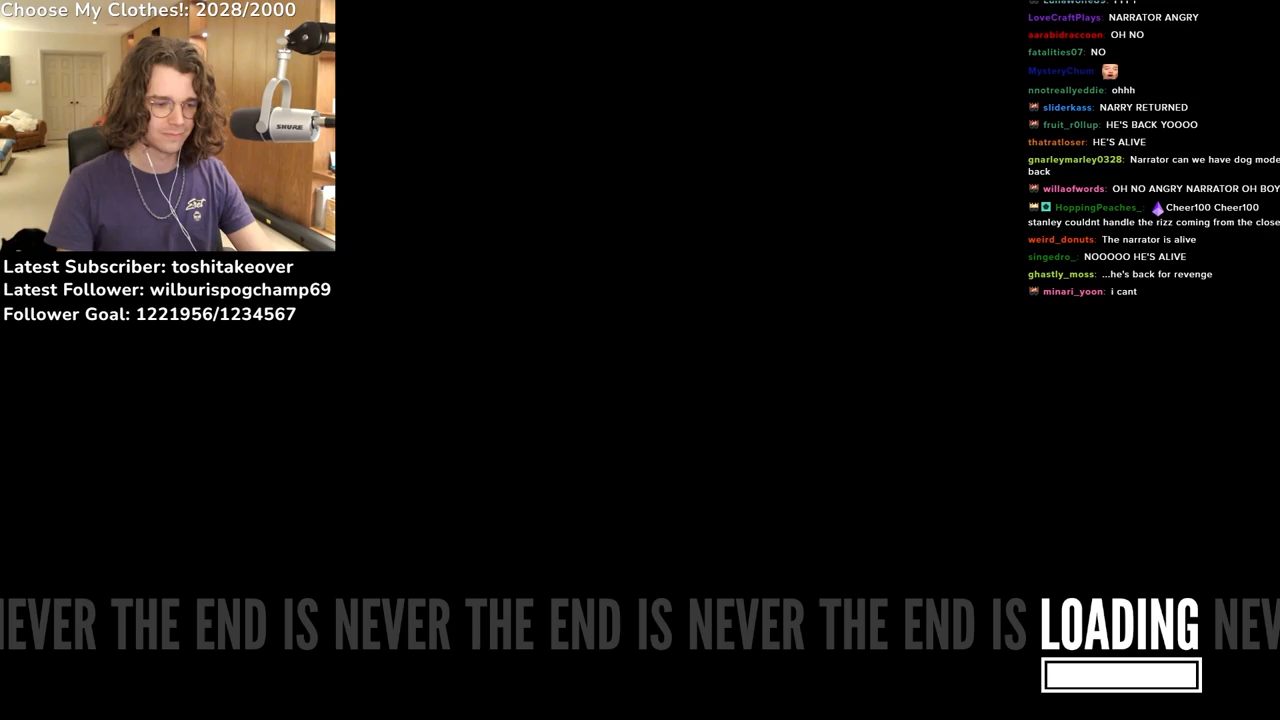 Choose My Clothes!: 2028/2000
SHURE
Latest Subscriber: toshitakeover
Latest Follower: wilburispogchamp69
Follower Goal: 1221956/1234567
LoveCraftPlays: NARRATOR ANGRY
aarabidraccoon: OH NO
fatalities07: NO
MysteryChum
nnotreallyeddie: ohhh
sliderkass: NARRY RETURNED
fruit_r0llup: HE'S BACK YOOOO
thatratloser: HE'S ALIVE
gnarleymarley0328: Narrator can we have dog mode
back
willaofwords: OH NO ANGRY NARRATOR OH BOY
HoppingPeaches_: Cheer100 Cheer100
stanley couldnt handle the rizz coming from the close
weird_donuts: The narrator is alive
singedro_: NOOOOO HE'S ALIVE
ghastly_moss: ...he's back for revenge
minari_yoon: i cant
NEVER THE END IS NEVER THE END IS NEVER THE END IS LOADING NEV